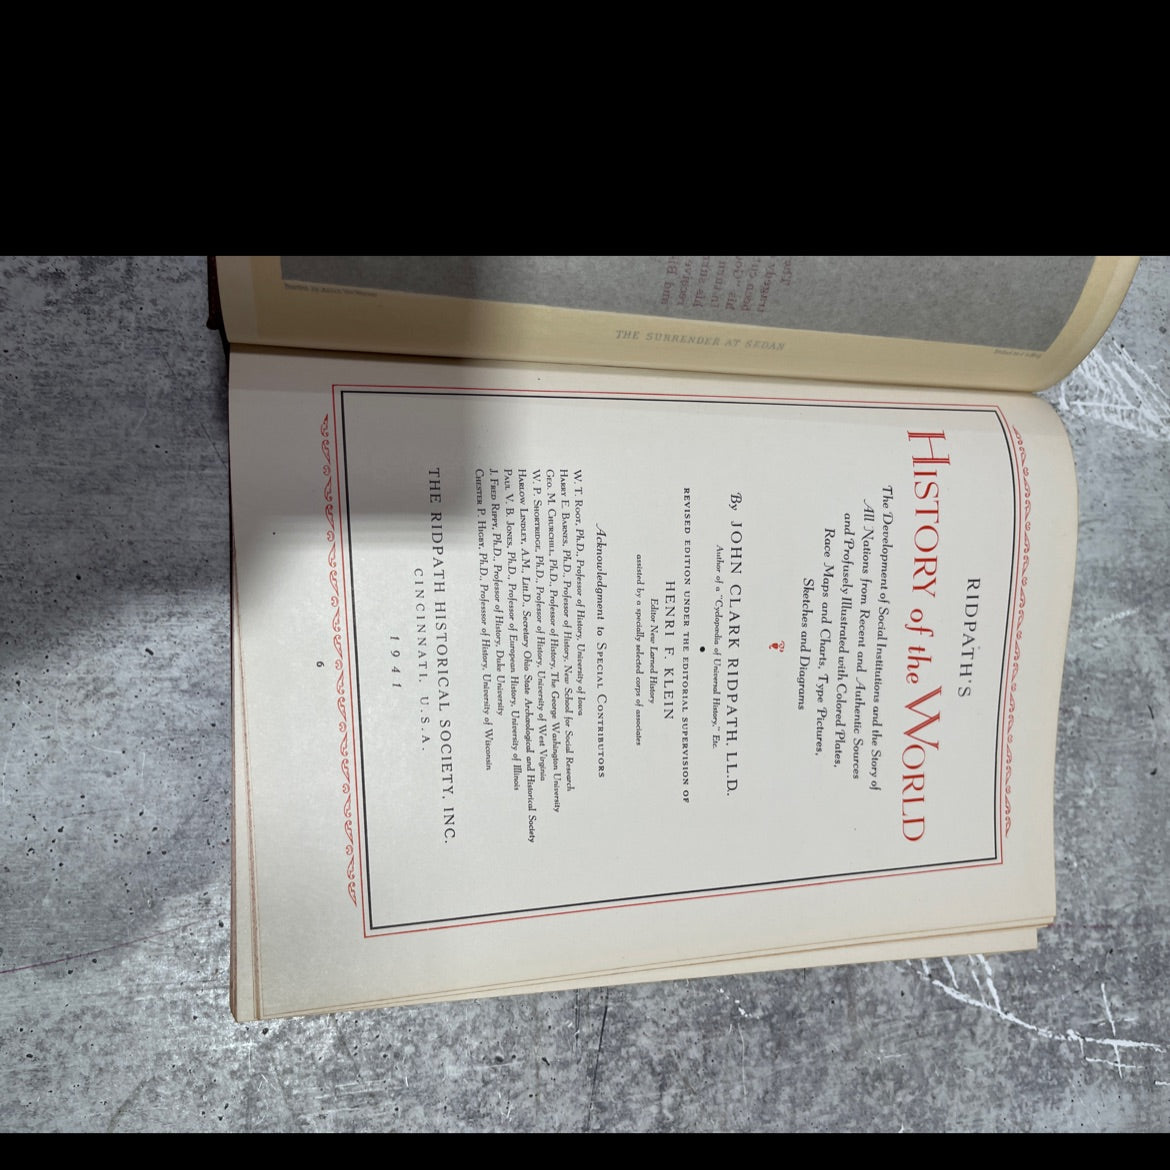 THE SURRENDER AT SEDAN
RIDPATH'S
HISTORY of the WORLD
The Development of Social Institutions and the Story of
All Nations from Recent and Authentic Sources
and Profusely Illustrated with Colored Plates,
Race Maps and Charts, Type Pictures,
Sketches and Diagrams
By JOHN CLARK RIDPATH, LL.D.
Author of a "Cyclopædia of Universal History," Etc.
REVISED EDITION UNDER THE EDITORIAL SUPERVISION OF
HENRI F. KLEIN
Editor New Larned History
assisted by a specially selected corps of associates
Acknowledgment to SPECIAL CONTRIBUTORS
W. T. ROOT, Ph.D., Professor of History, University of Iowa
HARRY E. BARNES, Ph.D., Professor of History, New School for Social Research
GEO. M. CHURCHILL, Ph.D., Professor of History, The George Washington University
W. P. SHORTRIDGE, Ph.D., Professor of History, University of West Virginia
HARLOW LINDLEY, A.M., Litt.D., Secretary Ohio State Archæological and Historical Society
PAUL V. B. JONES, Ph.D., Professor of European History, University of Illinois
J. FRED RIPPY, Ph.D., Professor of History, Duke University
CHESTER P. HIGBY, Ph.D., Professor of History, University of Wisconsin
THE RIDPATH HISTORICAL SOCIETY, INC.
CINCINNATI, U.S.A.
1941
6